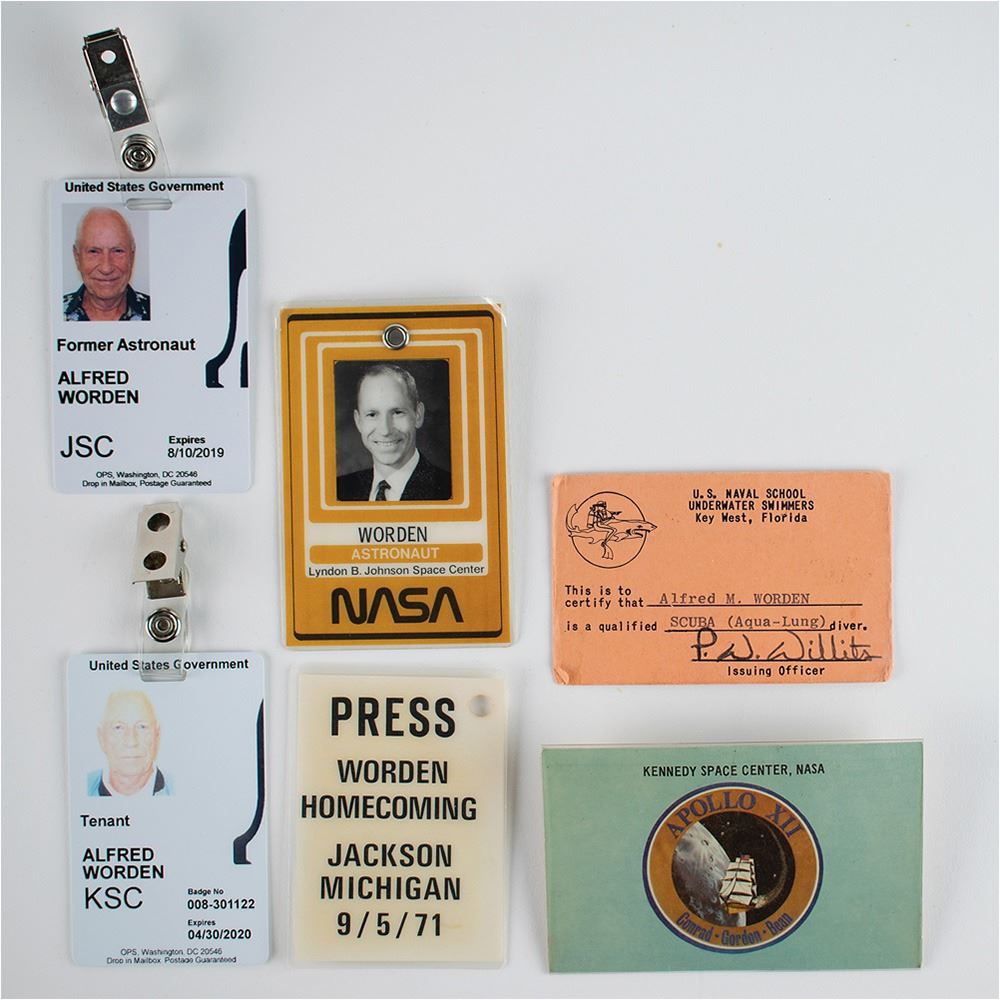 United States Government
Former Astronaut
ALFRED
WORDEN
JSC
Expires
8/10/2019
OPS, Washington, DC 20546
Drop in Mailbox, Postage Guaranteed
United States Government
Tenant
ALFRED
WORDEN
KSC
Badge No
008-301122
Expires
04/30/2020
OPS, Washington, DC 20546
Drop in Mailbox, Postage Guaranteed
WORDEN
ASTRONAUT
Lyndon B. Johnson Space Center
NASA
PRESS
WORDEN
HOMECOMING
JACKSON
MICHIGAN
9/5/71
U.S. NAVAL SCHOOL
UNDERWATER SWIMMERS
Key West, Florida
This is to
certify that Alfred M. WORDEN
is a qualified SCUBA (Aqua-Lung) diver.
P. W. Willits
Issuing Officer
KENNEDY SPACE CENTER, NASA
APOLLO XII
Conrad · Gordon · Bean